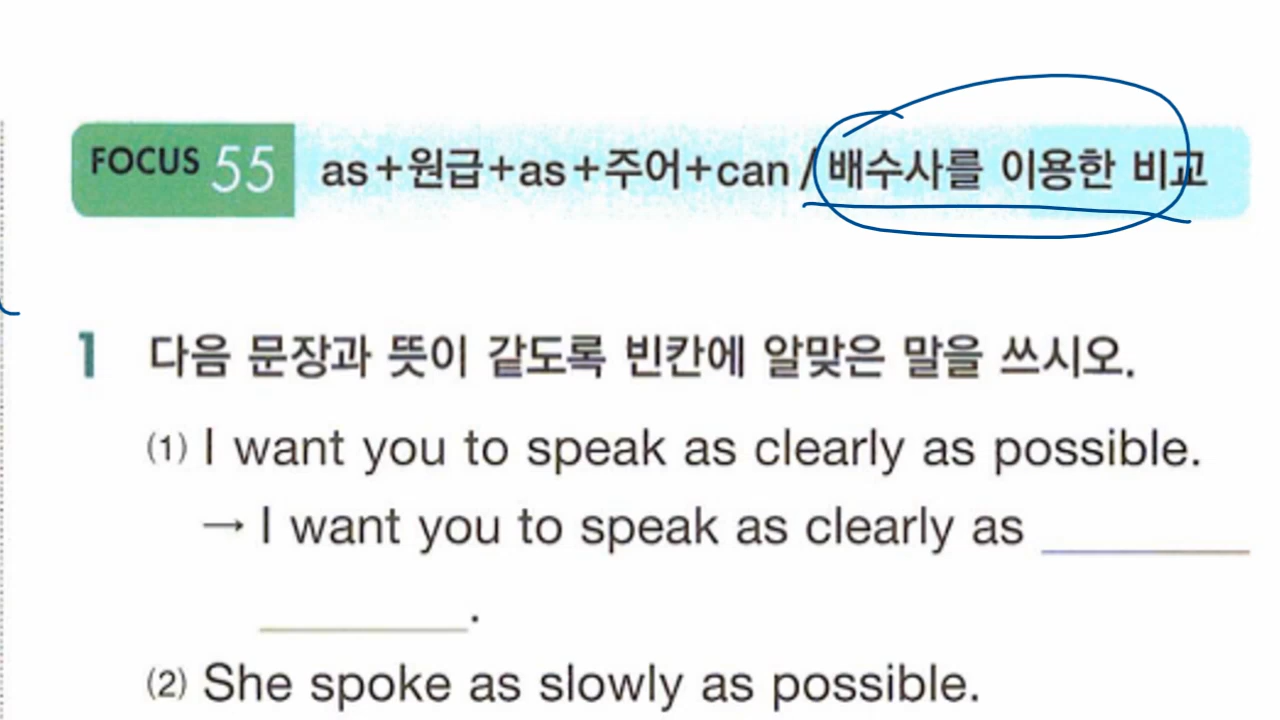 FOCUS 55 as+원급+as+주어+can / 배수사를 이용한 비교
1 다음 문장과 뜻이 같도록 빈칸에 알맞은 말을 쓰시오.
(1) I want you to speak as clearly as possible.
→ I want you to speak as clearly as ________
________.
(2) She spoke as slowly as possible.